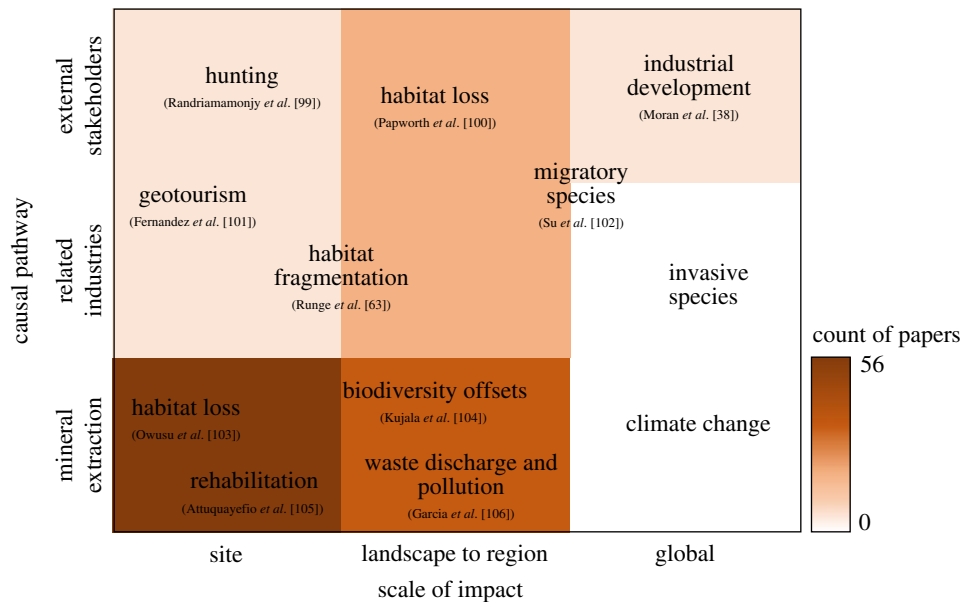 external
stakeholders
hunting
(Randriamamonjy et al. [99])
habitat loss
(Papworth et al. [100])
industrial
development
(Moran et al. [38])
causal pathway
related
industries
geotourism
(Fernandez et al. [101])
migratory
species
(Su et al. [102])
habitat
fragmentation
(Runge et al. [63])
invasive
species
mineral
extraction
habitat loss
(Owusu et al. [103])
biodiversity offsets
(Kujala et al. [104])
climate change
rehabilitation
(Attuquayefio et al. [105])
waste discharge and
pollution
(Garcia et al. [106])
count of papers
56
0
site
landscape to region
global
scale of impact